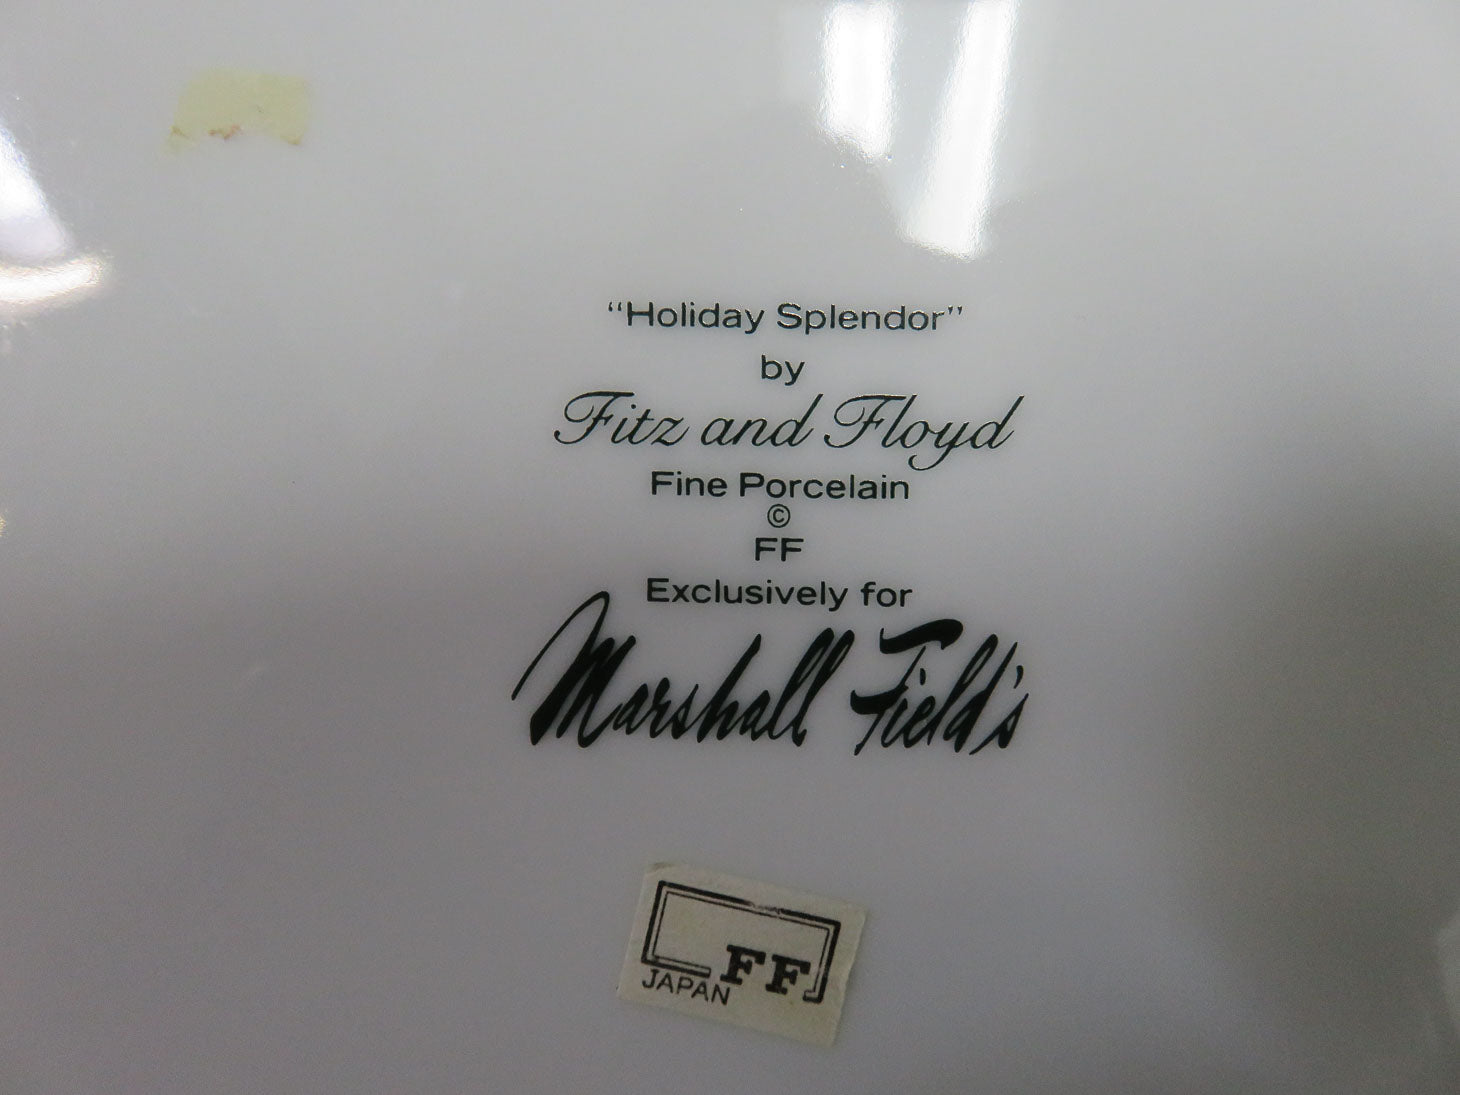 “Holiday Splendor”
by
Fitz and Floyd
Fine Porcelain
©
FF
Exclusively for
Marshall Field's
FF
JAPAN